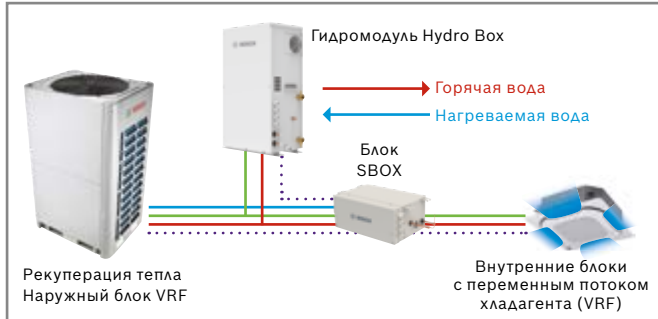 Гидромодуль Hydro Box
BOSCH
Горячая вода
Нагреваемая вода
Блок
SBOX
Рекуперация тепла
Наружный блок VRF
Внутренние блоки
с переменным потоком
хладагента (VRF)